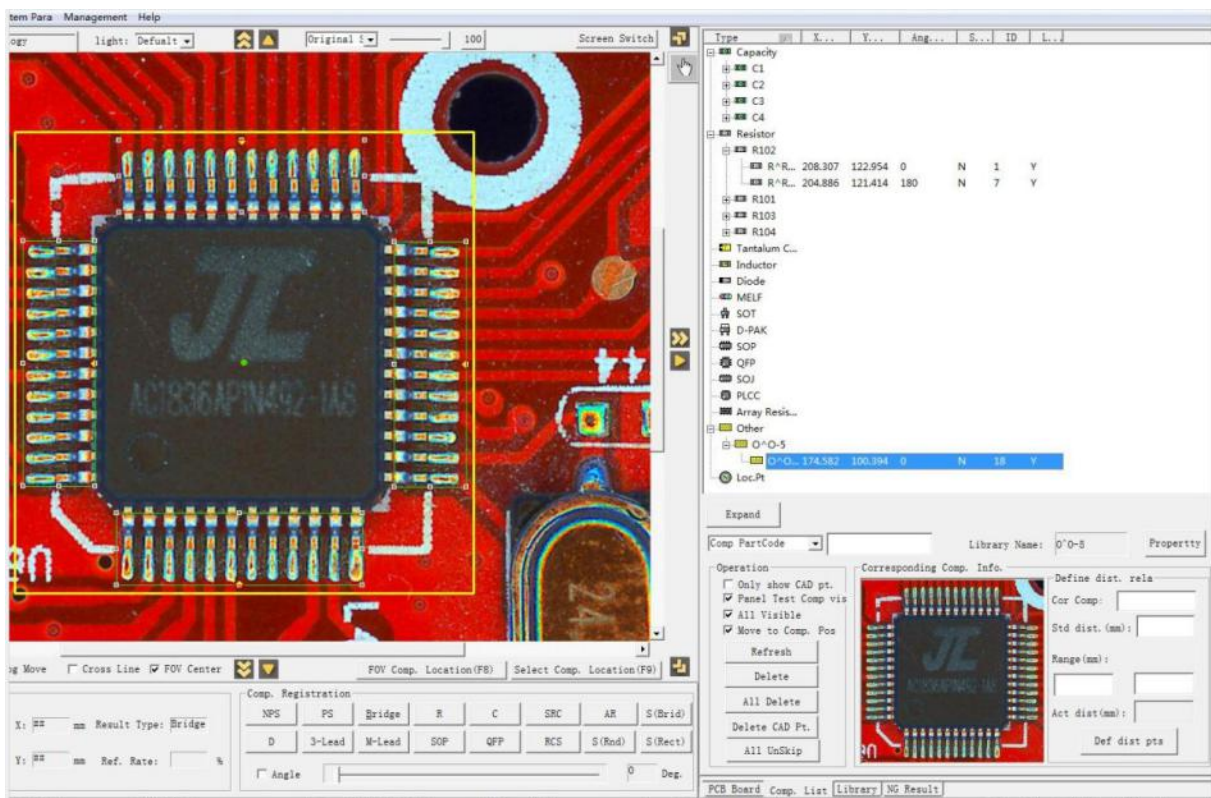 tem Para Management Help
ogy light: Defualt Original S 100 Screen Switch
JL
AC1836AP1N492-1A8
24
Type X... Y... Ang... S... ID L...
Capacity
C1
C2
C3
C4
Resistor
R102
R^R... 208.307 122.954 0 N 1 Y
R^R... 204.886 121.414 180 N 7 Y
R101
R103
R104
Tantalum C...
Inductor
Diode
MELF
SOT
D-PAK
SOP
QFP
SOJ
PLCC
Array Resis...
Other
O^O-5
O^O... 174.582 100.394 0 N 18 Y
Loc.Pt
Expand
Comp PartCode Library Name: Propertty
og Move Cross Line FOV Center FOV Comp. Location(F8) Select Comp. Location(F9)
X: mm Result Type: Bridge
Y: mm Ref. Rate: %
Comp. Registration
NPS PS Bridge R C SRC AR S(Brid)
D 3-Lead M-Lead SOP QFP RCS S(Rnd) S(Rect)
Angle 0 Deg.
Operation
Only show CAD pt.
Panel Test Comp vis
All Visible
Move to Comp. Pos
Refresh
Delete
All Delete
Delete CAD Pt.
All UnSkip
Corresponding Comp. Info.
JL
Define dist. rela
Cor Comp:
Std dist.(mm):
Range(mm):
Act dist(mm):
Def dist pts
PCB Board Comp. List Library NG Result